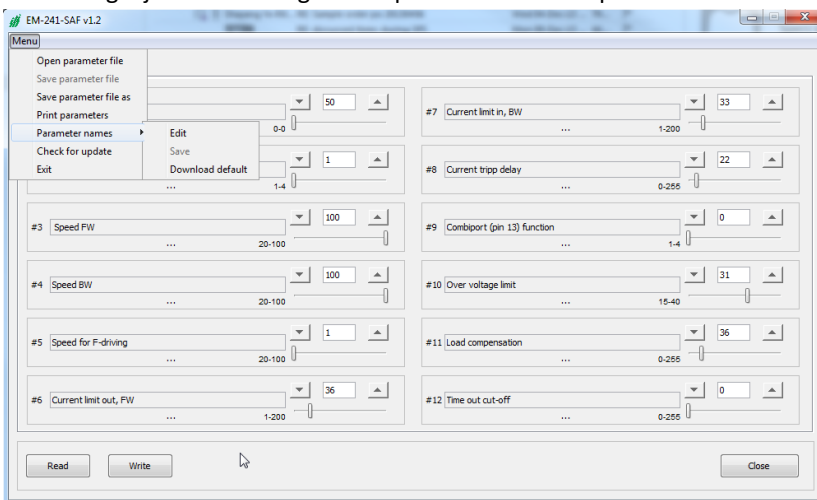 EM-241-SAF v1.2
Menu
Open parameter file
Save parameter file
Save parameter file as
Print parameters
Parameter names
Check for update
Exit
Edit
Save
Download default
50
0-0
1
... 1-4
#3 Speed FW 100
... 20-100
#4 Speed BW 100
... 20-100
#5 Speed for F-driving 1
... 20-100
#6 Current limit out, FW 36
... 1-200
#7 Current limit in, BW 33
... 1-200
#8 Current tripp delay 22
... 0-255
#9 Combiport (pin 13) function 0
... 1-4
#10 Over voltage limit 31
... 15-40
#11 Load compensation 36
... 0-255
#12 Time out cut-off 0
... 0-255
Read Write Close